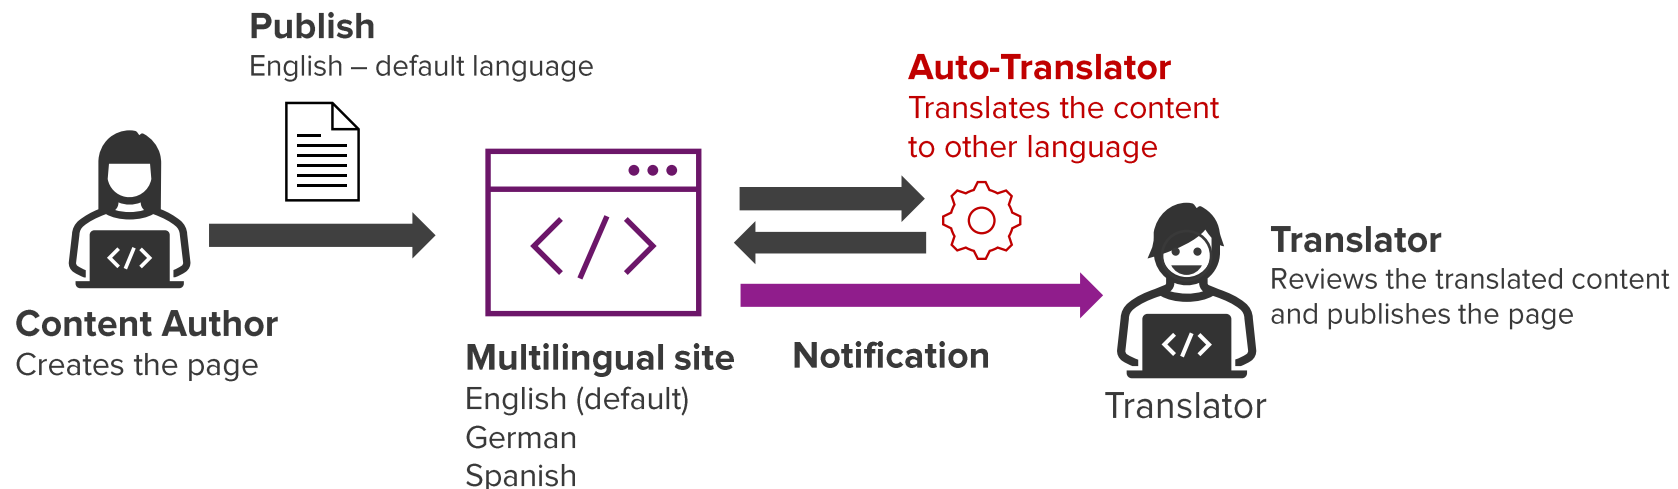 Publish
English – default language
Auto-Translator
Translates the content
to other language
</>
</>
Content Author
Creates the page
Multilingual site
English (default)
German
Spanish
Notification
Translator
Reviews the translated content
and publishes the page
</>
Translator